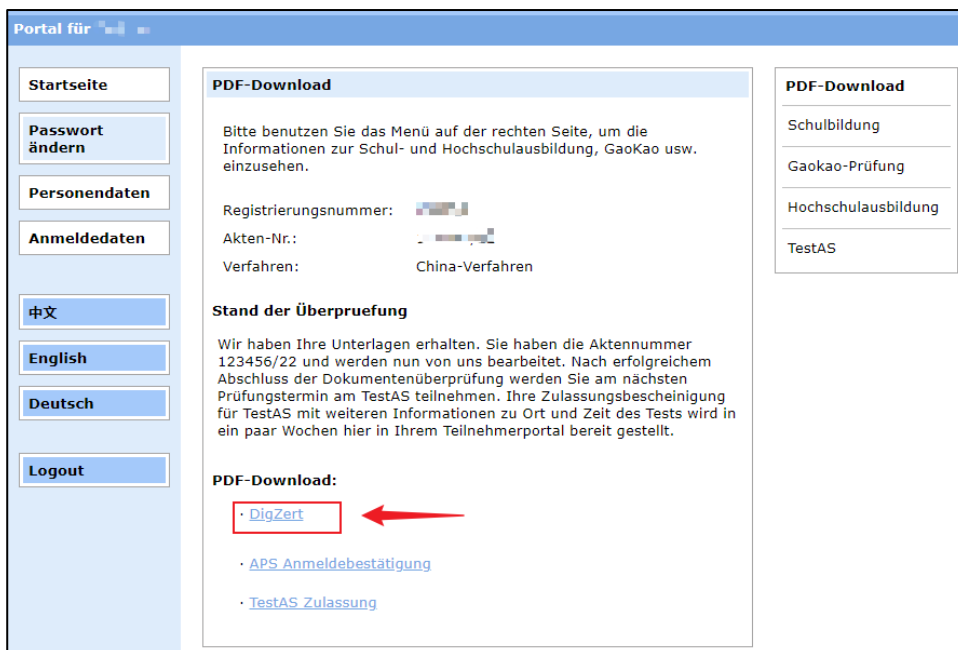 Portal für
Startseite
Passwort
ändern
Personendaten
Anmeldedaten
中文
English
Deutsch
Logout
PDF-Download
Bitte benutzen Sie das Menü auf der rechten Seite, um die
Informationen zur Schul- und Hochschulausbildung, GaoKao usw.
einzusehen.
Registrierungsnummer:
Akten-Nr.:
Verfahren: China-Verfahren
Stand der Überpruefung
Wir haben Ihre Unterlagen erhalten. Sie haben die Aktennummer
123456/22 und werden nun von uns bearbeitet. Nach erfolgreichem
Abschluss der Dokumentenüberprüfung werden Sie am nächsten
Prüfungstermin am TestAS teilnehmen. Ihre Zulassungsbescheinigung
für TestAS mit weiteren Informationen zu Ort und Zeit des Tests wird in
ein paar Wochen hier in Ihrem Teilnehmerportal bereit gestellt.
PDF-Download:
· DigZert
· APS Anmeldebestätigung
· TestAS Zulassung
PDF-Download
Schulbildung
Gaokao-Prüfung
Hochschulausbildung
TestAS